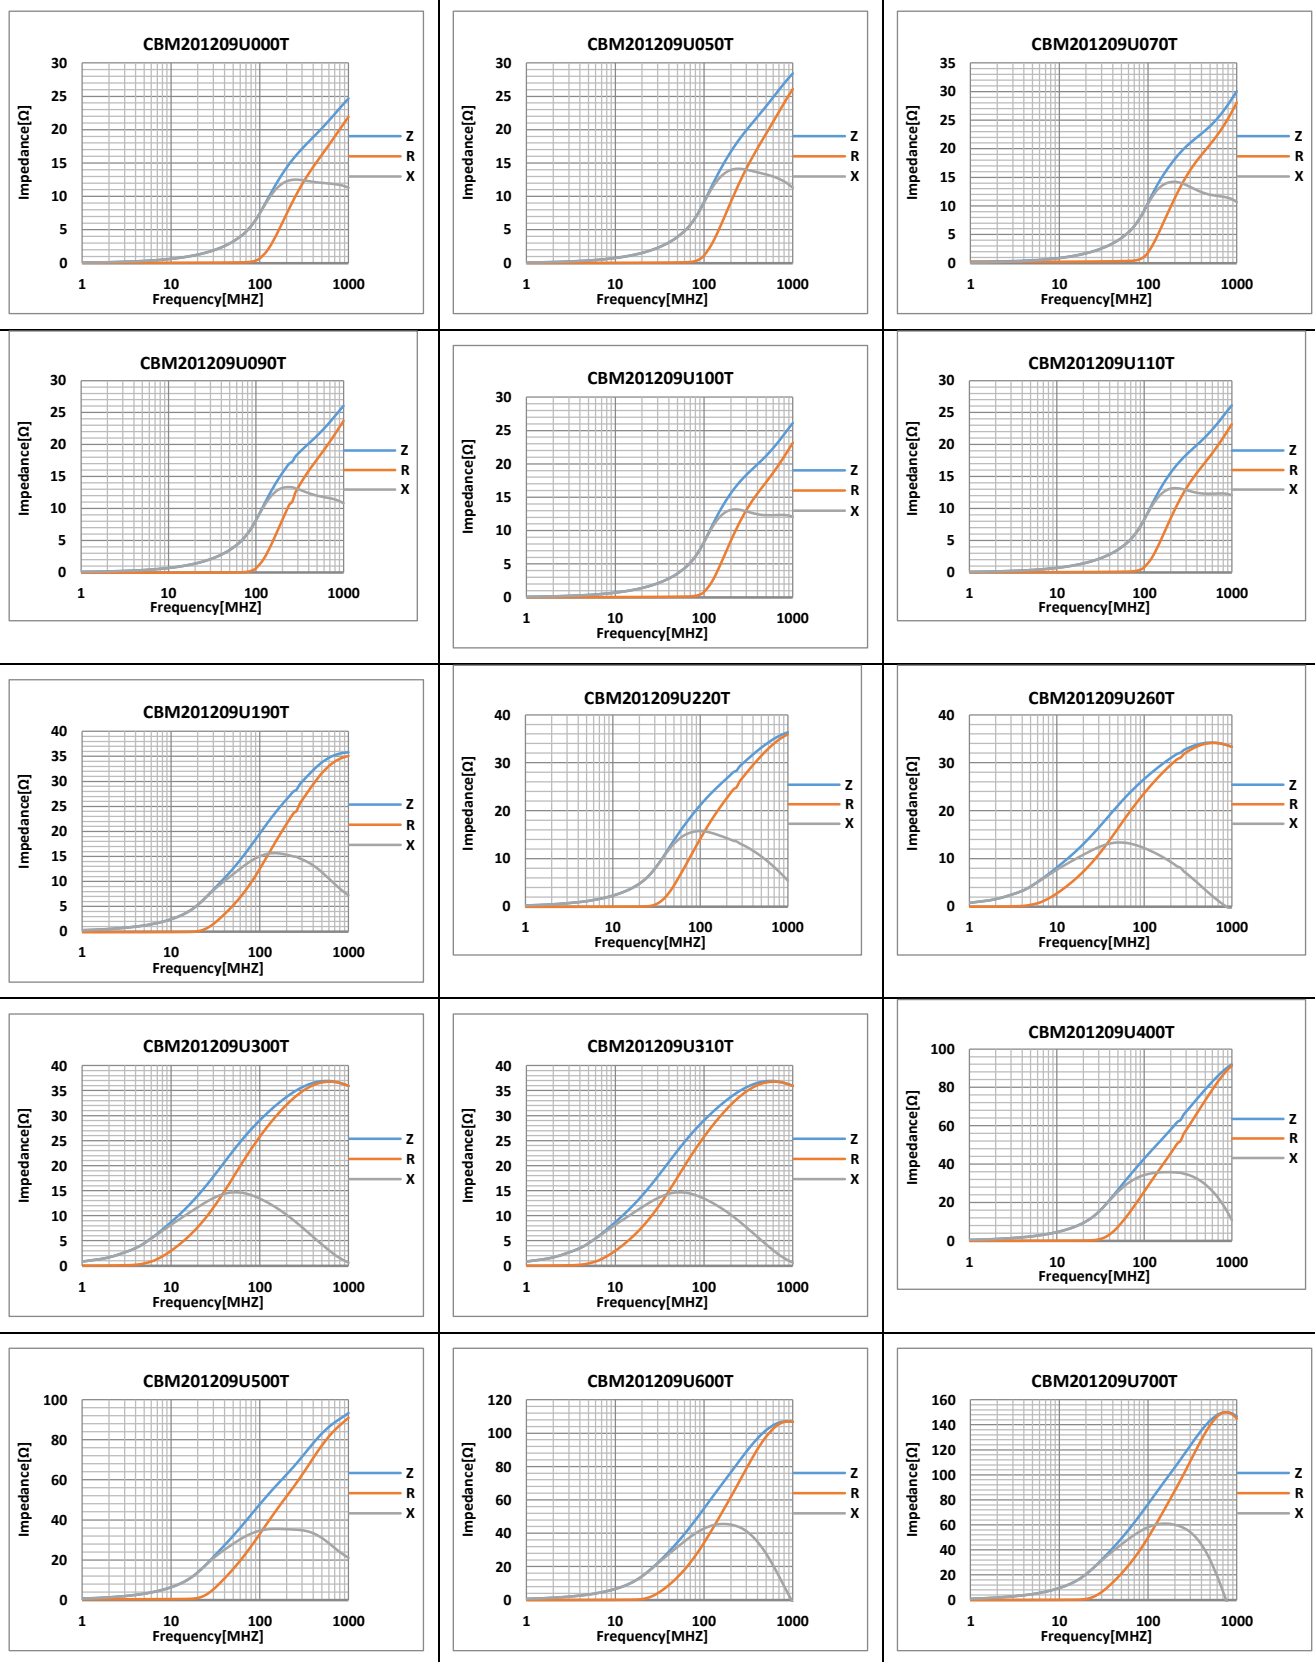 CBM201209U000T
Impedance[Ω]
30
25
20
15
10
5
0
1 10 100 1000
Frequency[MHZ]
Z
R
X
CBM201209U050T
Impedance[Ω]
30
25
20
15
10
5
0
1 10 100 1000
Frequency[MHZ]
Z
R
X
CBM201209U070T
Impedance[Ω]
35
30
25
20
15
10
5
0
1 10 100 1000
Frequency[MHZ]
Z
R
X
CBM201209U090T
Impedance[Ω]
30
25
20
15
10
5
0
1 10 100 1000
Frequency[MHZ]
Z
R
X
CBM201209U100T
Impedance[Ω]
30
25
20
15
10
5
0
1 10 100 1000
Frequency[MHZ]
Z
R
X
CBM201209U110T
Impedance[Ω]
30
25
20
15
10
5
0
1 10 100 1000
Frequency[MHZ]
Z
R
X
CBM201209U190T
Impedance[Ω]
40
35
30
25
20
15
10
5
0
1 10 100 1000
Frequency[MHZ]
Z
R
X
CBM201209U220T
Impedance[Ω]
40
30
20
10
0
1 10 100 1000
Frequency[MHZ]
Z
R
X
CBM201209U260T
Impedance[Ω]
40
30
20
10
0
1 10 100 1000
Frequency[MHZ]
Z
R
X
CBM201209U300T
Impedance[Ω]
40
35
30
25
20
15
10
5
0
1 10 100 1000
Frequency[MHZ]
Z
R
X
CBM201209U310T
Impedance[Ω]
40
35
30
25
20
15
10
5
0
1 10 100 1000
Frequency[MHZ]
Z
R
X
CBM201209U400T
Impedance[Ω]
100
80
60
40
20
0
1 10 100 1000
Frequency[MHZ]
Z
R
X
CBM201209U500T
Impedance[Ω]
100
80
60
40
20
0
1 10 100 1000
Frequency[MHZ]
Z
R
X
CBM201209U600T
Impedance[Ω]
120
100
80
60
40
20
0
1 10 100 1000
Frequency[MHZ]
Z
R
X
CBM201209U700T
Impedance[Ω]
160
140
120
100
80
60
40
20
0
1 10 100 1000
Frequency[MHZ]
Z
R
X